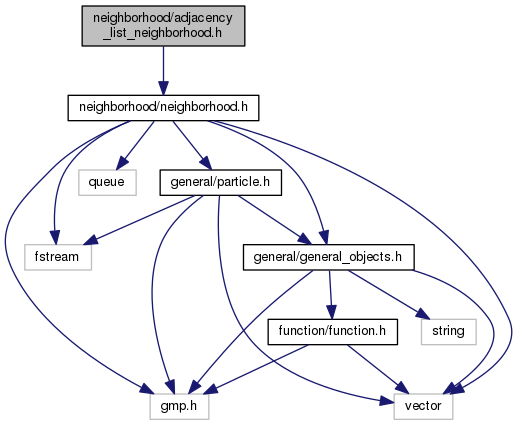 neighborhood/adjacency
_list_neighborhood.h
neighborhood/neighborhood.h
queue
general/particle.h
fstream
general/general_objects.h
function/function.h
string
gmp.h
vector